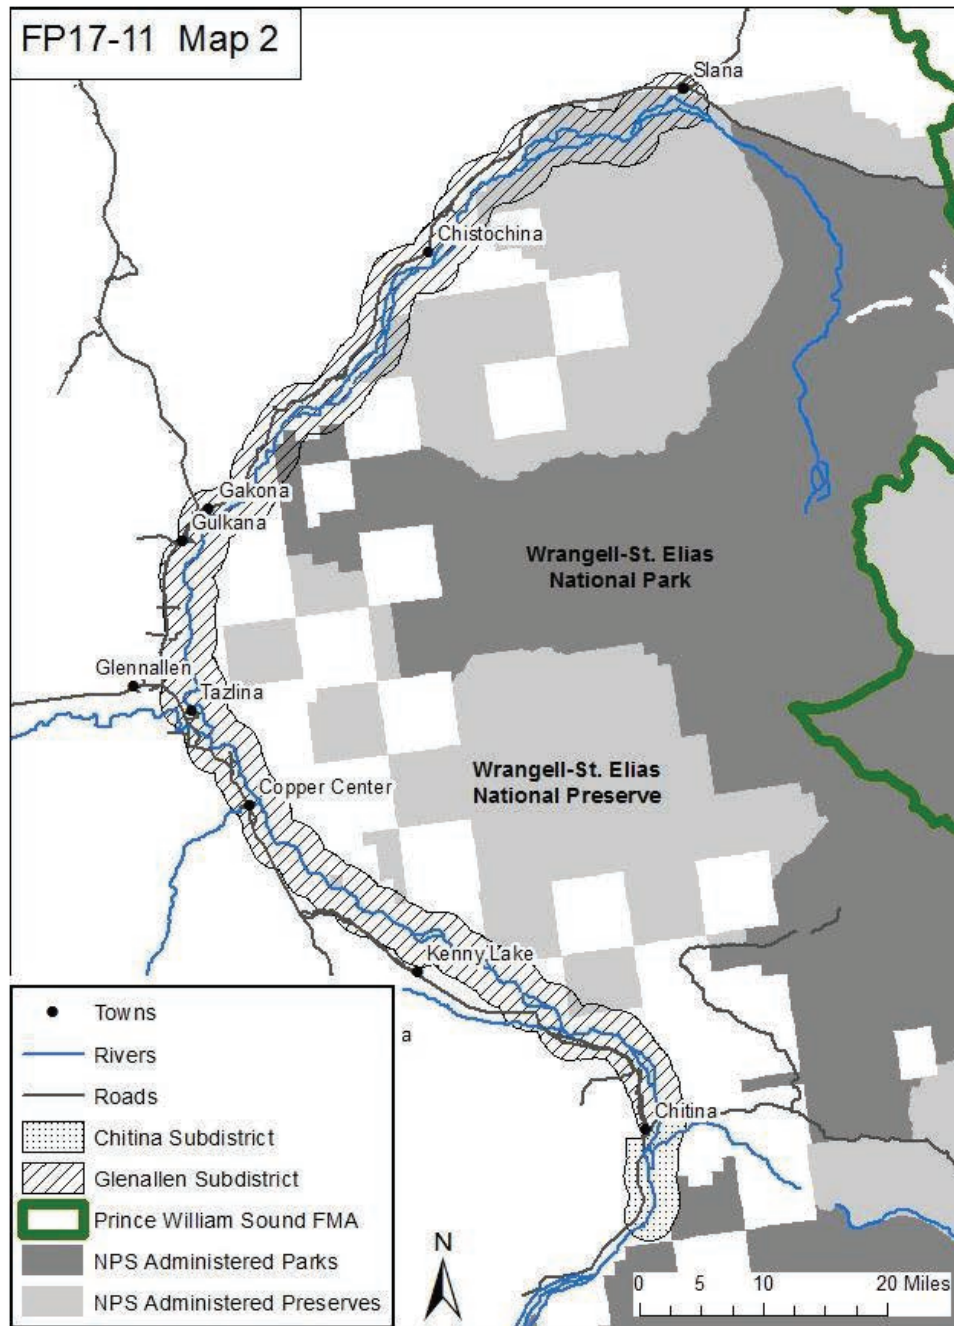 FP17-11 Map 2
Slana
Chistochina
Gakona
Gulkana
Wrangell-St. Elias
National Park
Glennallen
Tazlina
Wrangell-St. Elias
National Preserve
Copper Center
Kenny Lake
a
Chitina
Towns
Rivers
Roads
Chitina Subdistrict
Glenallen Subdistrict
Prince William Sound FMA
NPS Administered Parks
NPS Administered Preserves
N
0 5 10 20 Miles